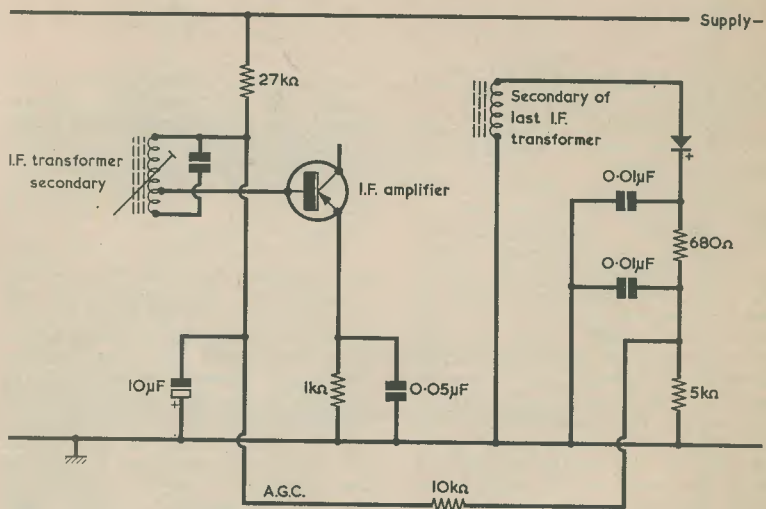 Supply-
27kΩ
Secondary of
last I.F.
transformer
I.F. transformer
secondary
+
0·01μF
I.F. amplifier
680Ω
0·01μF
10μF
+
1kΩ
0·05μF
5kΩ
A.G.C.
10kΩ